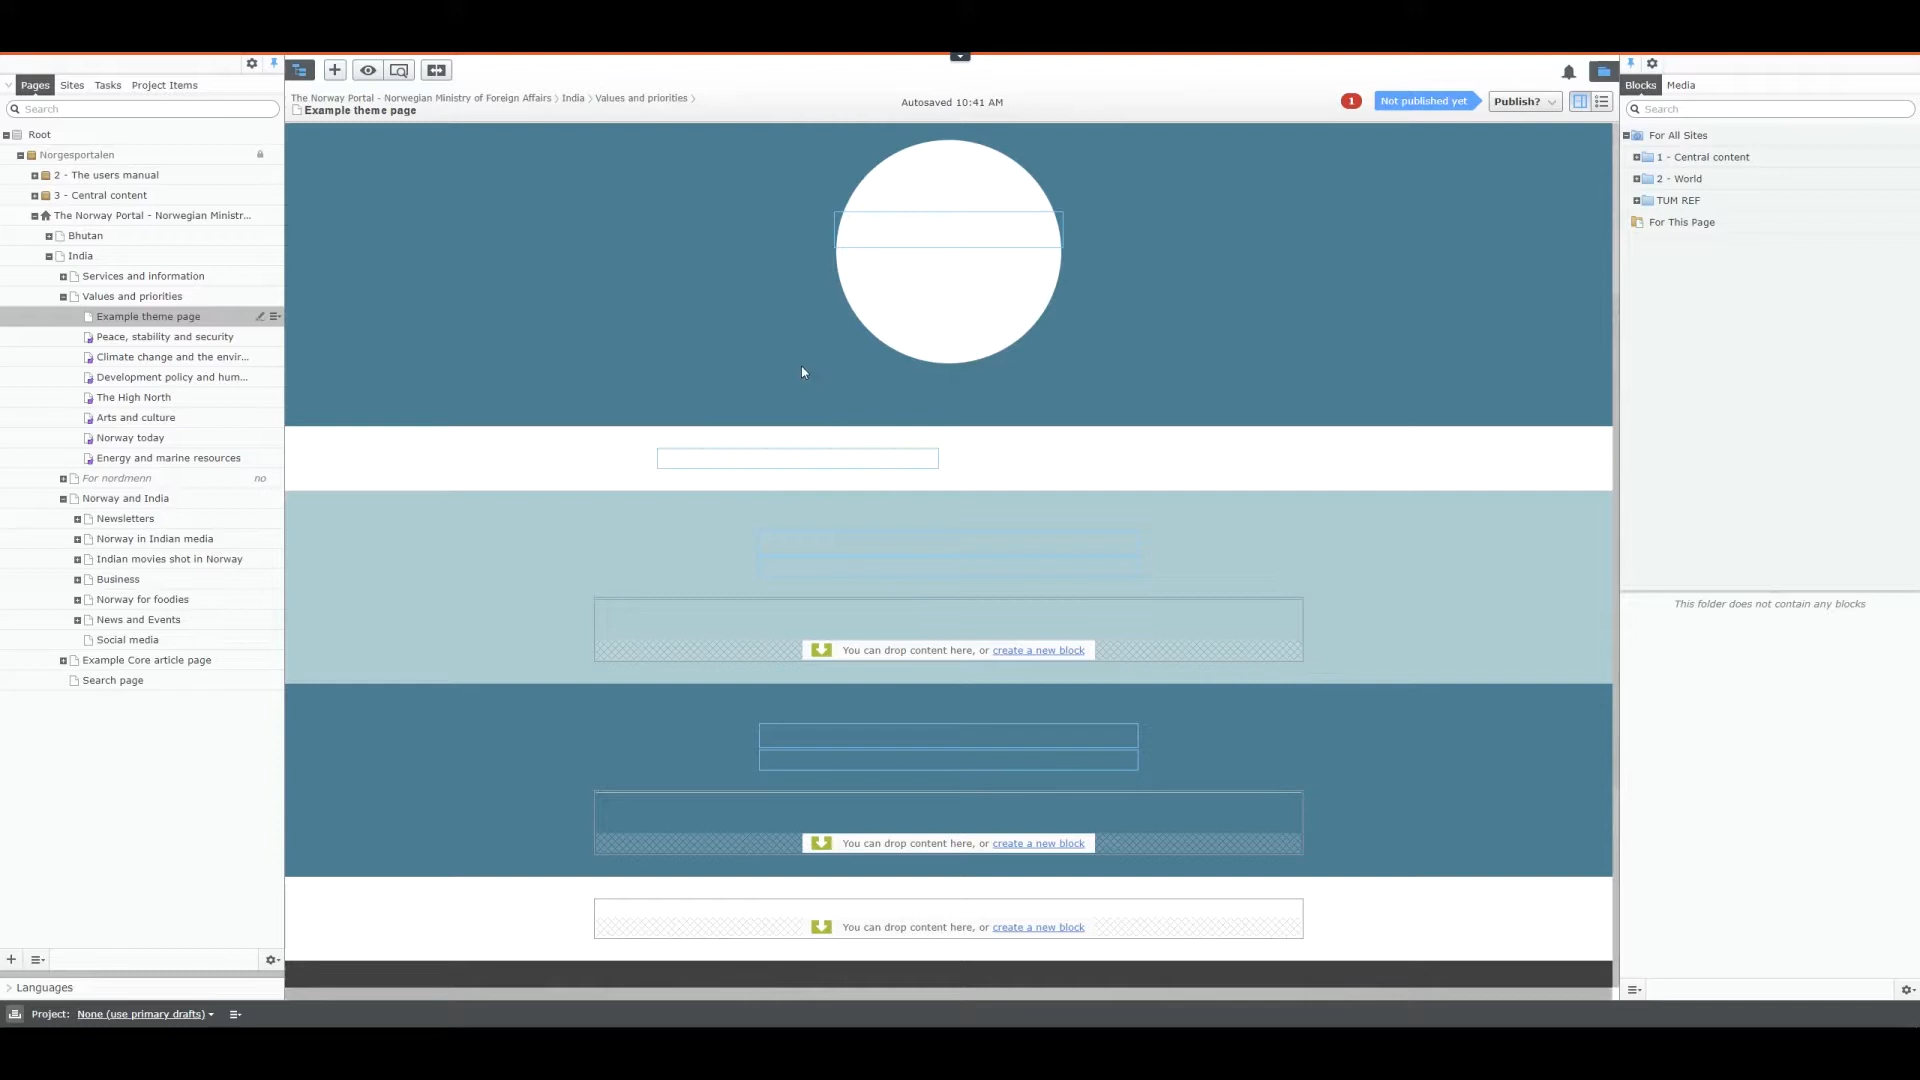 Pages Sites Tasks Project Items
Search
Root
Norgesportalen
2 - The users manual
3 - Central content
The Norway Portal - Norwegian Ministr...
Bhutan
India
Services and information
Values and priorities
Example theme page
Peace, stability and security
Climate change and the envir...
Development policy and hum...
The High North
Arts and culture
Norway today
Energy and marine resources
For nordmenn no
Norway and India
Newsletters
Norway in Indian media
Indian movies shot in Norway
Business
Norway for foodies
News and Events
Social media
Example Core article page
Search page
Languages
Project: None (use primary drafts)
The Norway Portal - Norwegian Ministry of Foreign Affairs > India > Values and priorities >
Example theme page
Autosaved 10:41 AM
1
Not published yet
Publish?
You can drop content here, or create a new block
You can drop content here, or create a new block
You can drop content here, or create a new block
Blocks Media
Search
For All Sites
1 - Central content
2 - World
TUM REF
For This Page
This folder does not contain any blocks